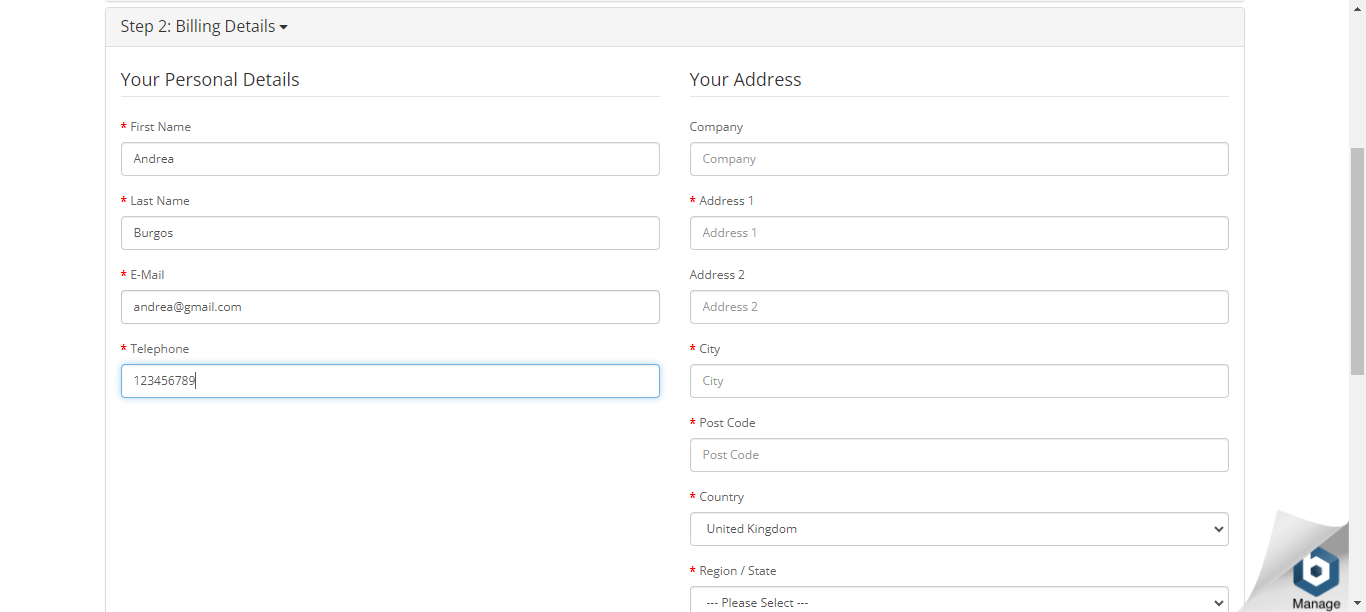 Step 2: Billing Details
Your Personal Details
* First Name
Andrea
* Last Name
Burgos
* E-Mail
andrea@gmail.com
* Telephone
123456789
Your Address
Company
Company
* Address 1
Address 1
Address 2
Address 2
* City
City
* Post Code
Post Code
* Country
United Kingdom
* Region / State
--- Please Select ---
b
Manage